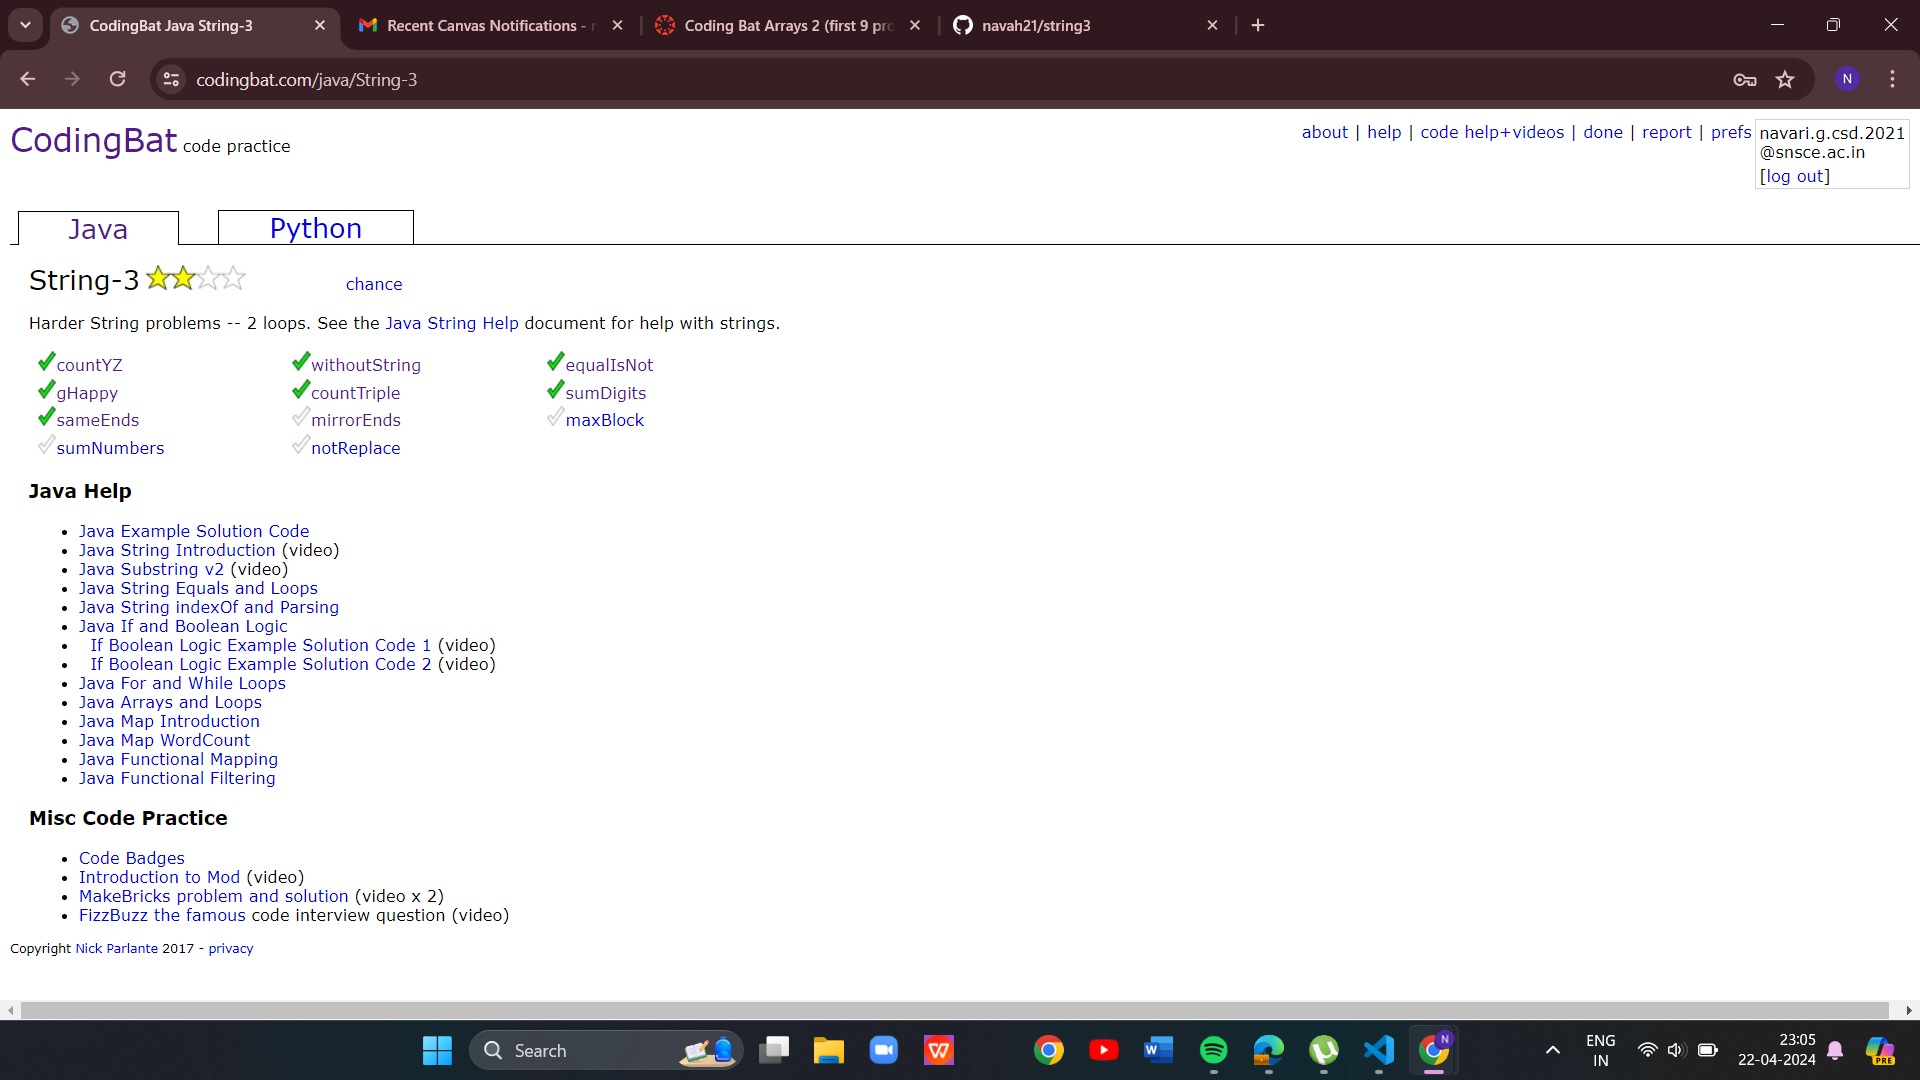 CodingBat Java String-3
Recent Canvas Notifications -
Coding Bat Arrays 2 (first 9 pro
navah21/string3
codingbat.com/java/String-3
N
CodingBat code practice
about | help | code help+videos | done | report | prefs
navari.g.csd.2021
@snsce.ac.in
[log out]
Java
Python
String-3
chance
Harder String problems -- 2 loops. See the Java String Help document for help with strings.
countYZ withoutString equalIsNot
gHappy countTriple sumDigits
sameEnds mirrorEnds maxBlock
sumNumbers notReplace
Java Help
• Java Example Solution Code
• Java String Introduction (video)
• Java Substring v2 (video)
• Java String Equals and Loops
• Java String indexOf and Parsing
• Java If and Boolean Logic
• If Boolean Logic Example Solution Code 1 (video)
• If Boolean Logic Example Solution Code 2 (video)
• Java For and While Loops
• Java Arrays and Loops
• Java Map Introduction
• Java Map WordCount
• Java Functional Mapping
• Java Functional Filtering
Misc Code Practice
• Code Badges
• Introduction to Mod (video)
• MakeBricks problem and solution (video x 2)
• FizzBuzz the famous code interview question (video)
Copyright Nick Parlante 2017 - privacy
Search
N
ENG
IN
23:05
22-04-2024
PRE